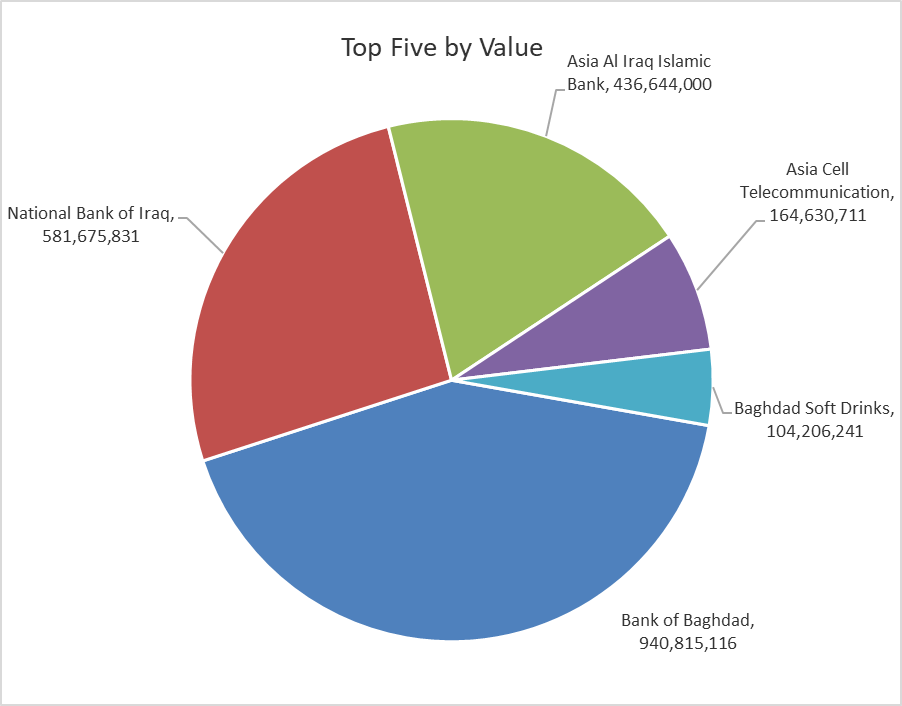 Top Five by Value
Asia Al Iraq Islamic
Bank, 436,644,000
Asia Cell
Telecommunication,
164,630,711
National Bank of Iraq,
581,675,831
Baghdad Soft Drinks,
104,206,241
Bank of Baghdad,
940,815,116